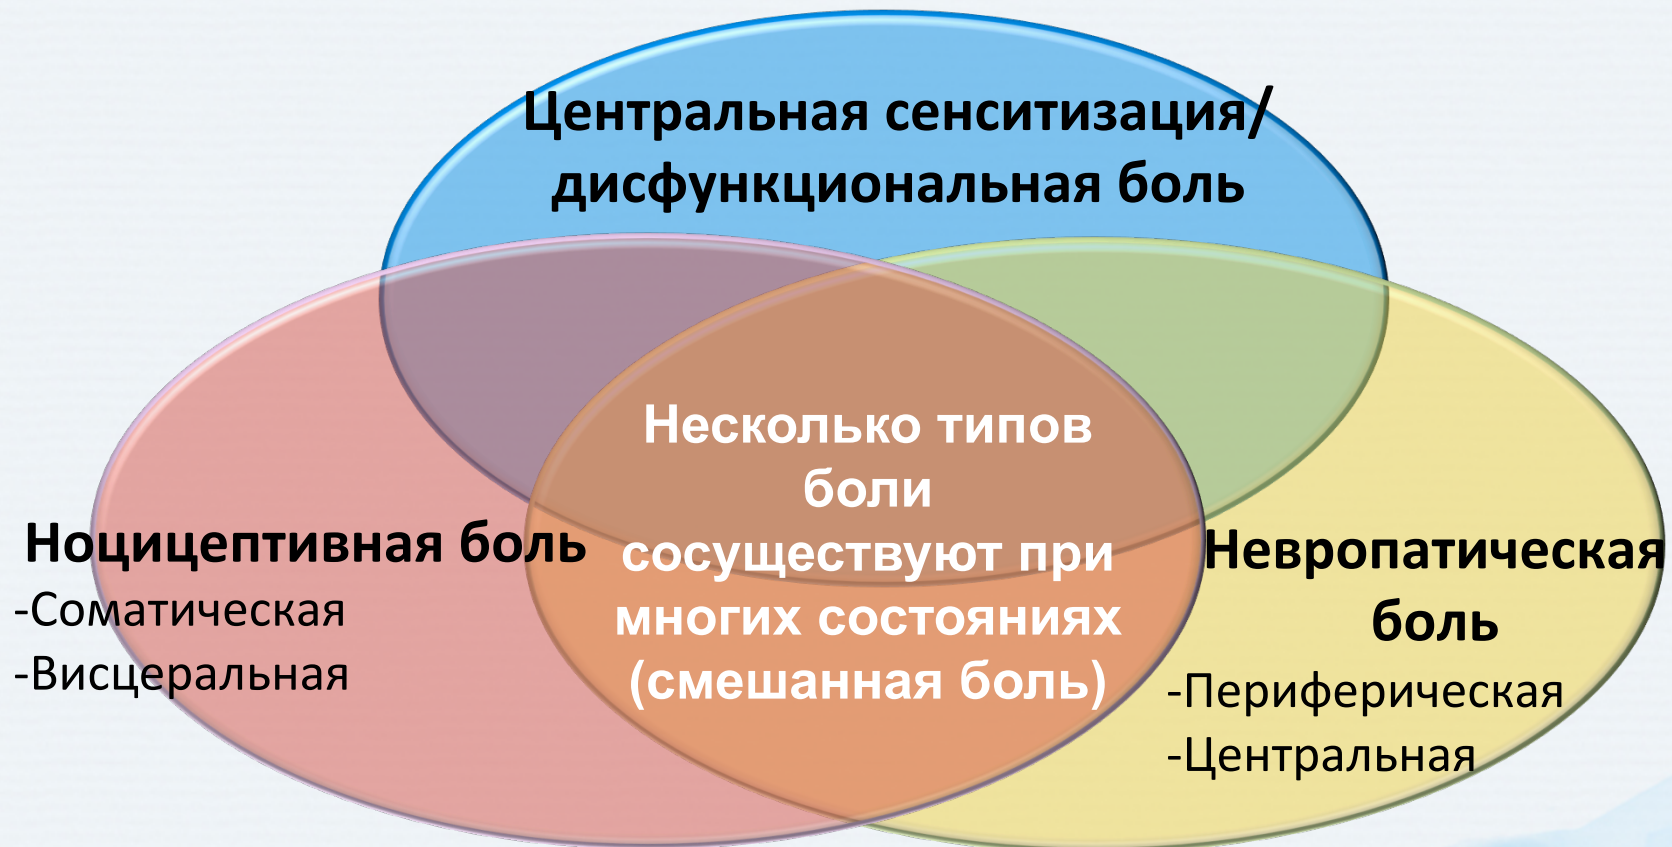 Центральная сенситизация/
дисфункциональная боль
Несколько типов
боли
сосуществуют при
многих состояниях
(смешанная боль)
Ноцицептивная боль
-Соматическая
-Висцеральная
Невропатическая
боль
-Периферическая
-Центральная